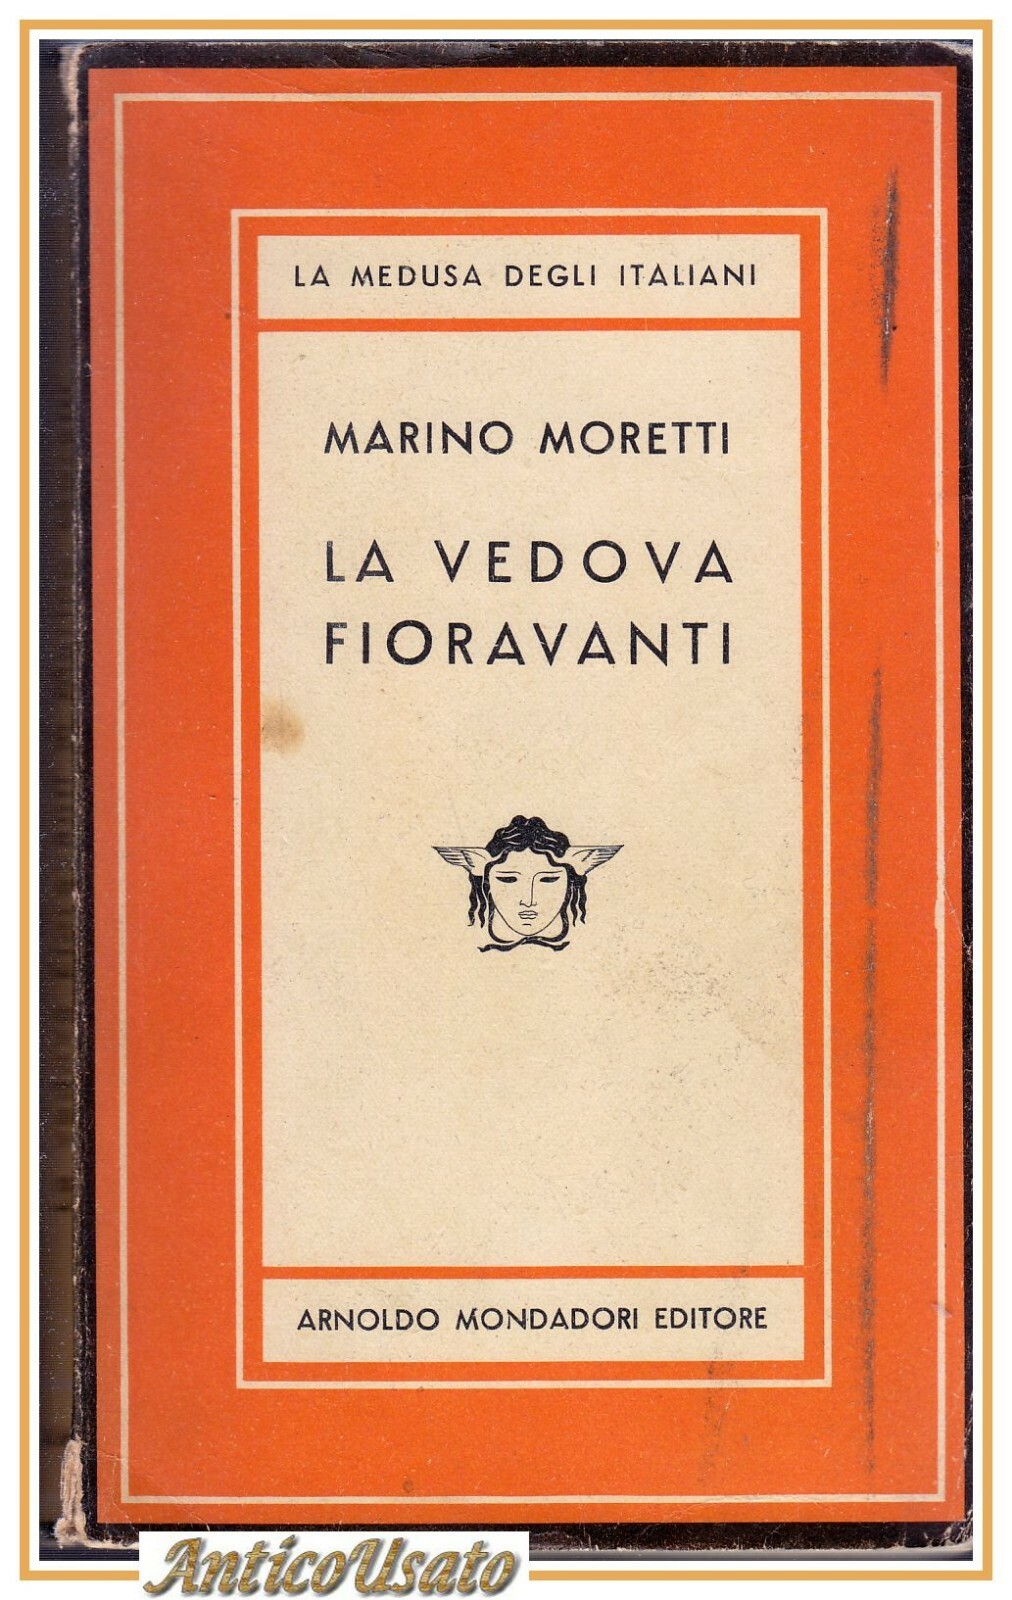 LA MEDUSA DEGLI ITALIANI
MARINO MORETTI
LA VEDOVA
FIORAVANTI
ARNOLDO MONDADORI EDITORE
AnticoUsato